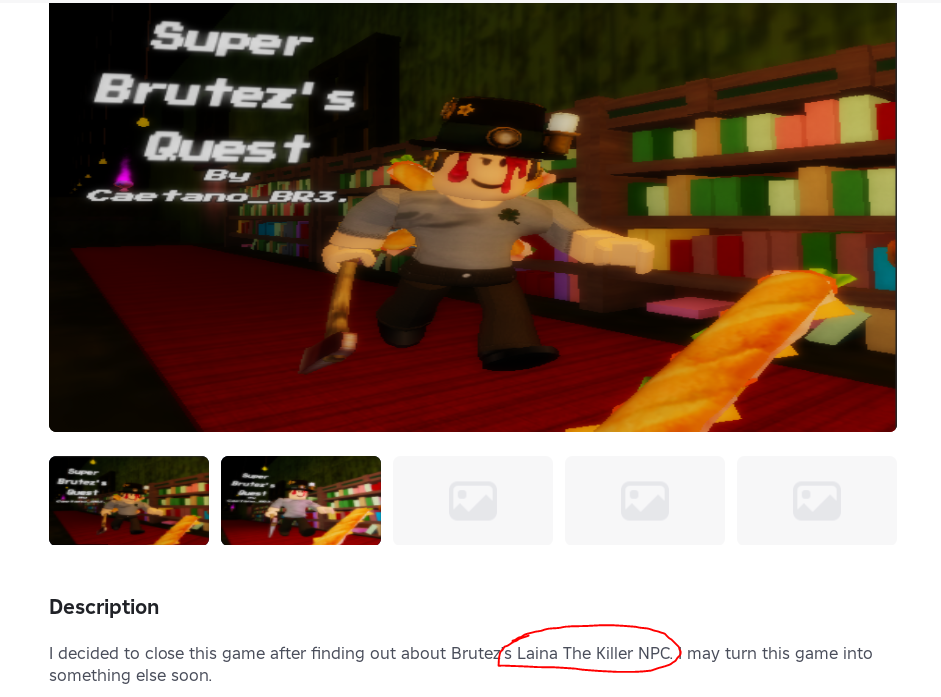 Super
Brutez's
Quest
By
Caetano_BR3.
Super
Brutez's
Quest
Super
Brutez's
Quest
Description
I decided to close this game after finding out about Brutez's Laina The Killer NPC. I may turn this game into
something else soon.